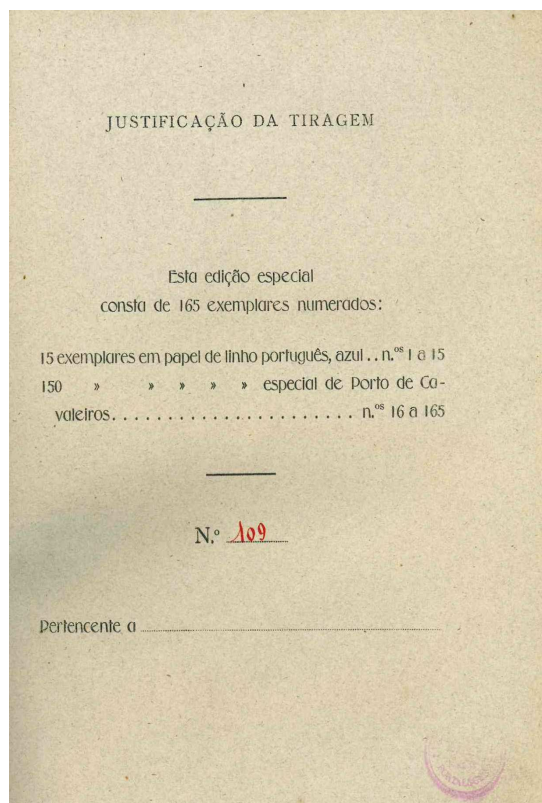 JUSTIFICAÇÃO DA TIRAGEM
Esta edição especial
consta de 165 exemplares numerados:
15 exemplares em papel de linho português, azul . . n.ºˢ 1 a 15
150 » » » » » especial de Porto de Ca-
valeiros . . . . . . . . . . . . . . . . . . . . . . . n.ºˢ 16 a 165
N.º 109
Pertencente a